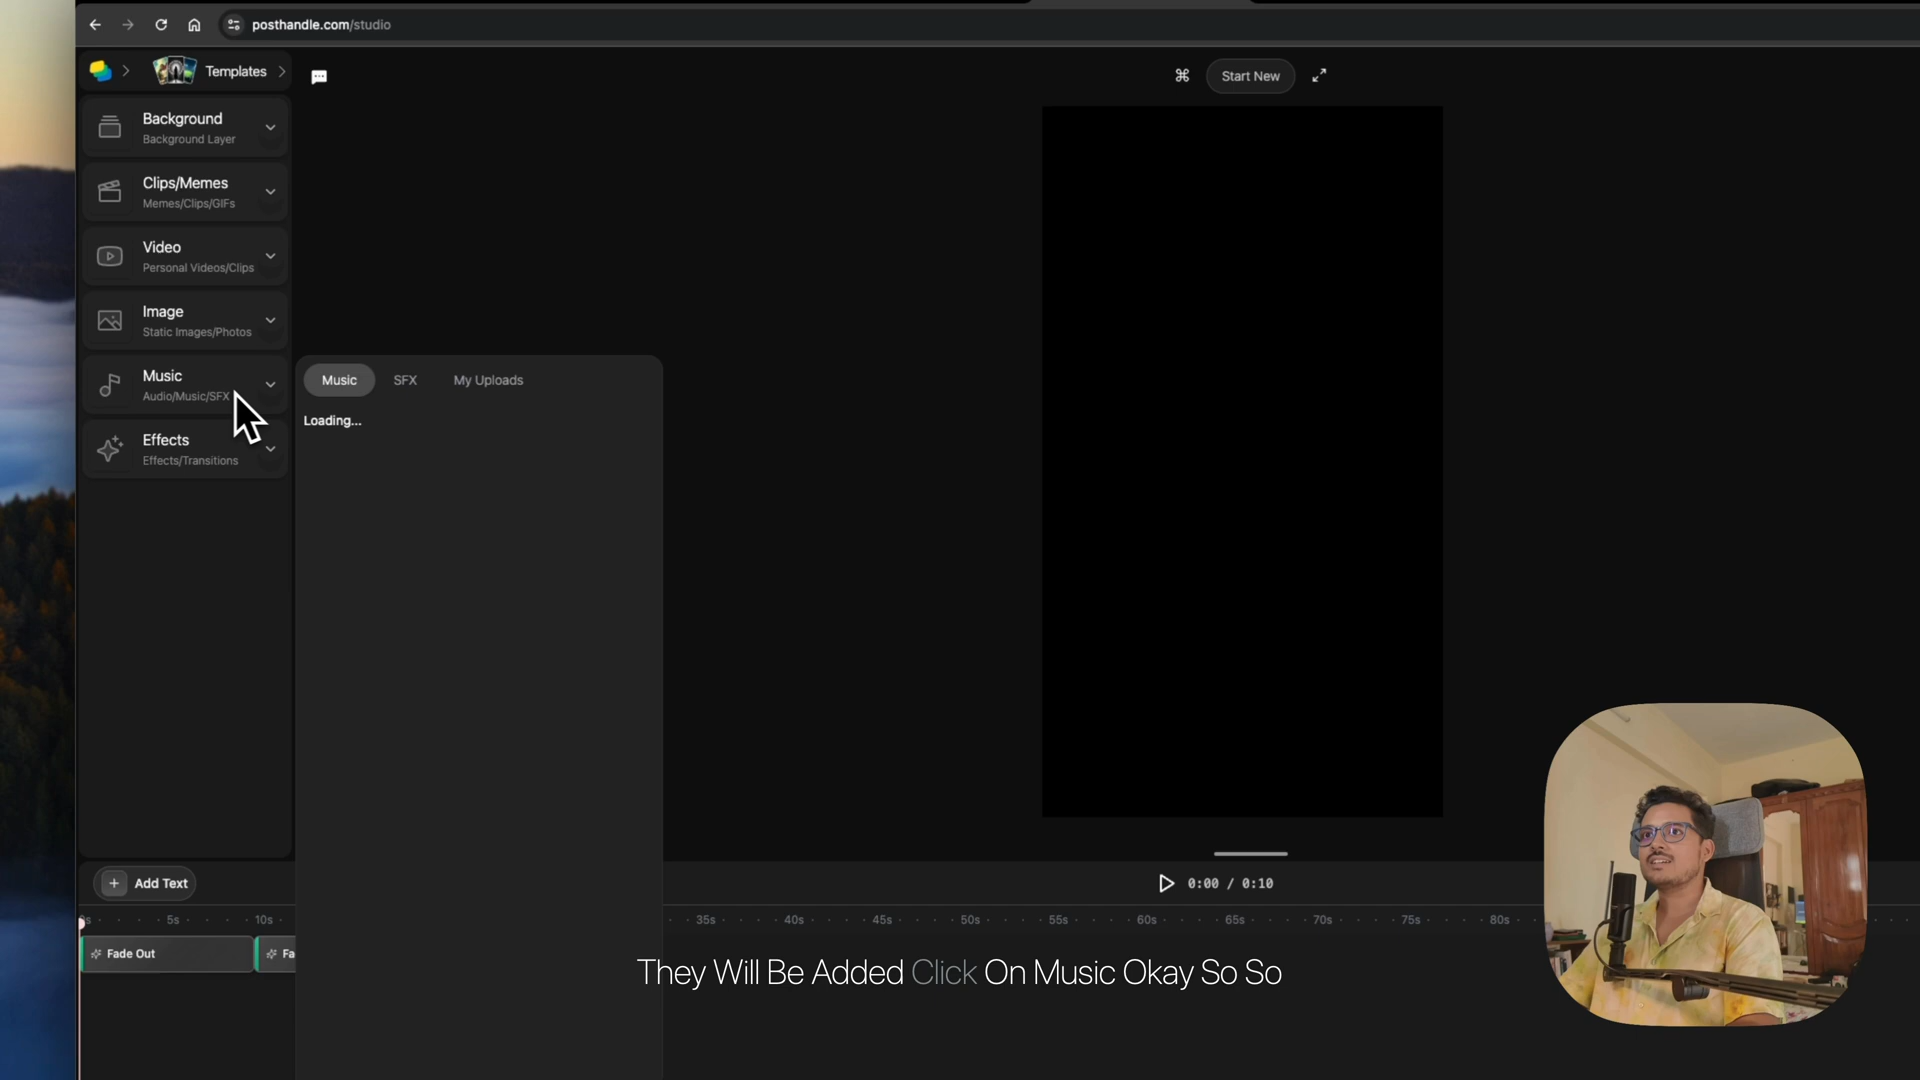 posthandle.com/studio
Templates
Start New
Background
Background Layer
Clips/Memes
Memes/Clips/GIFs
Video
Personal Videos/Clips
Image
Static Images/Photos
Music
Audio/Music/SFX
Effects
Effects/Transitions
Music SFX My Uploads
Loading...
Add Text
0:00 / 0:10
5s 10s 35s 40s 45s 50s 55s 60s 65s 70s 75s 80s
Fade Out
Fa
They Will Be Added Click On Music Okay So So